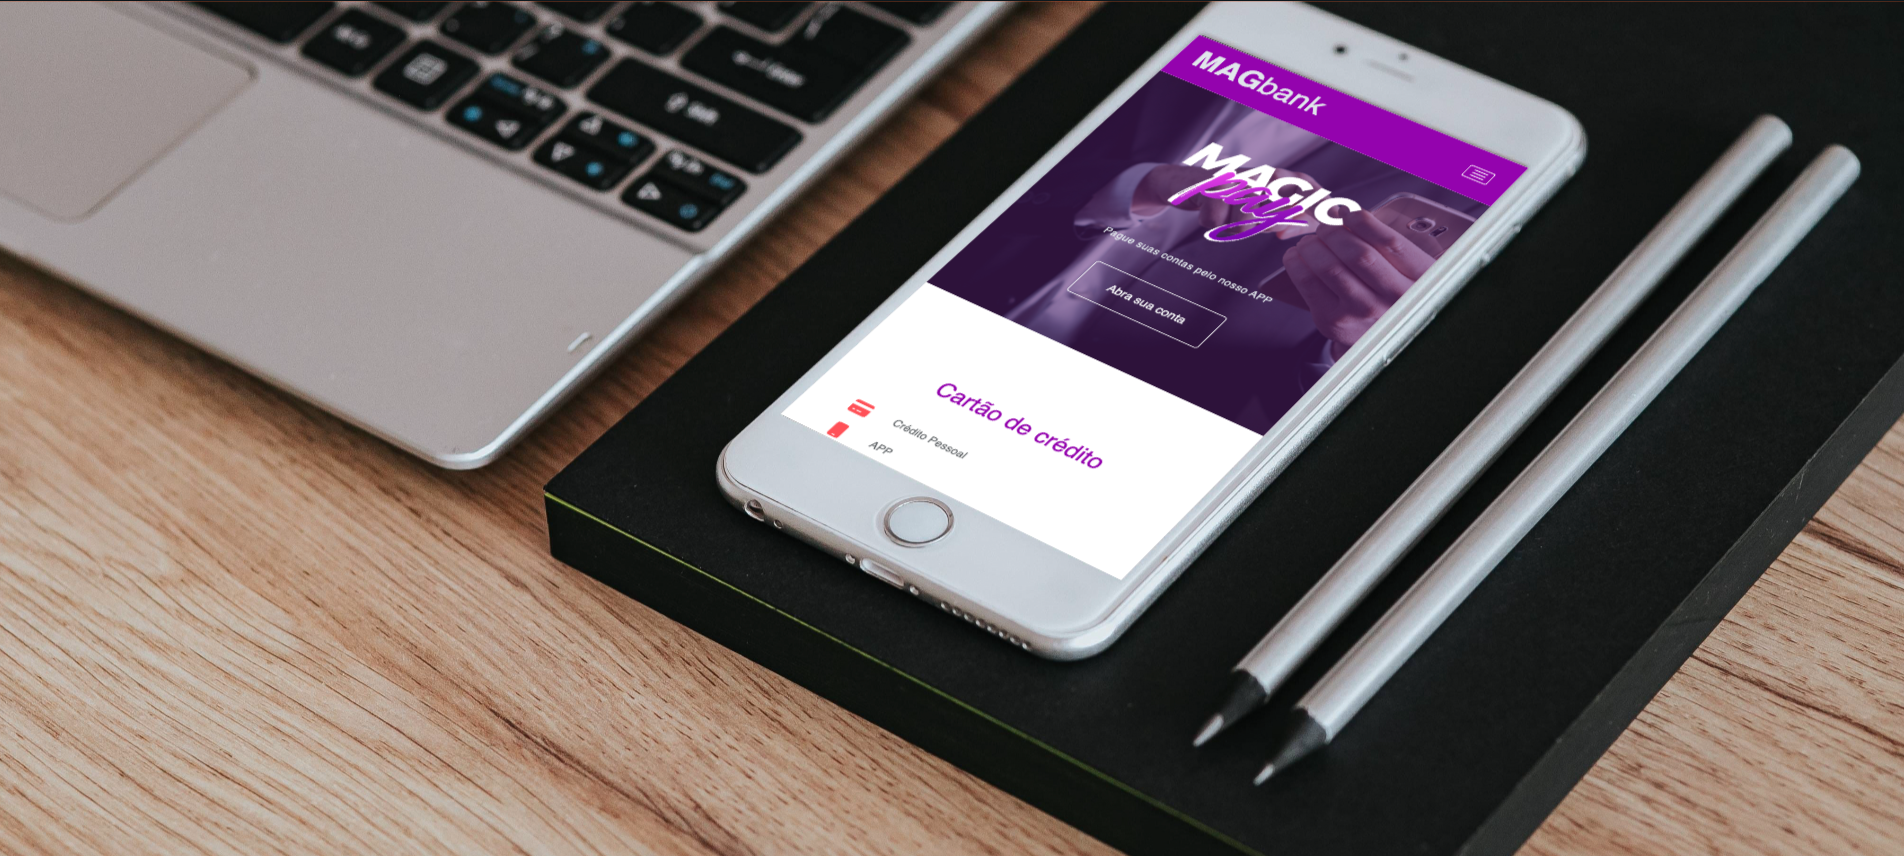 MAGbank
MAGIC
pay
Pague suas contas pelo nosso APP
Abra sua conta
Cartão de crédito
Crédito Pessoal
APP